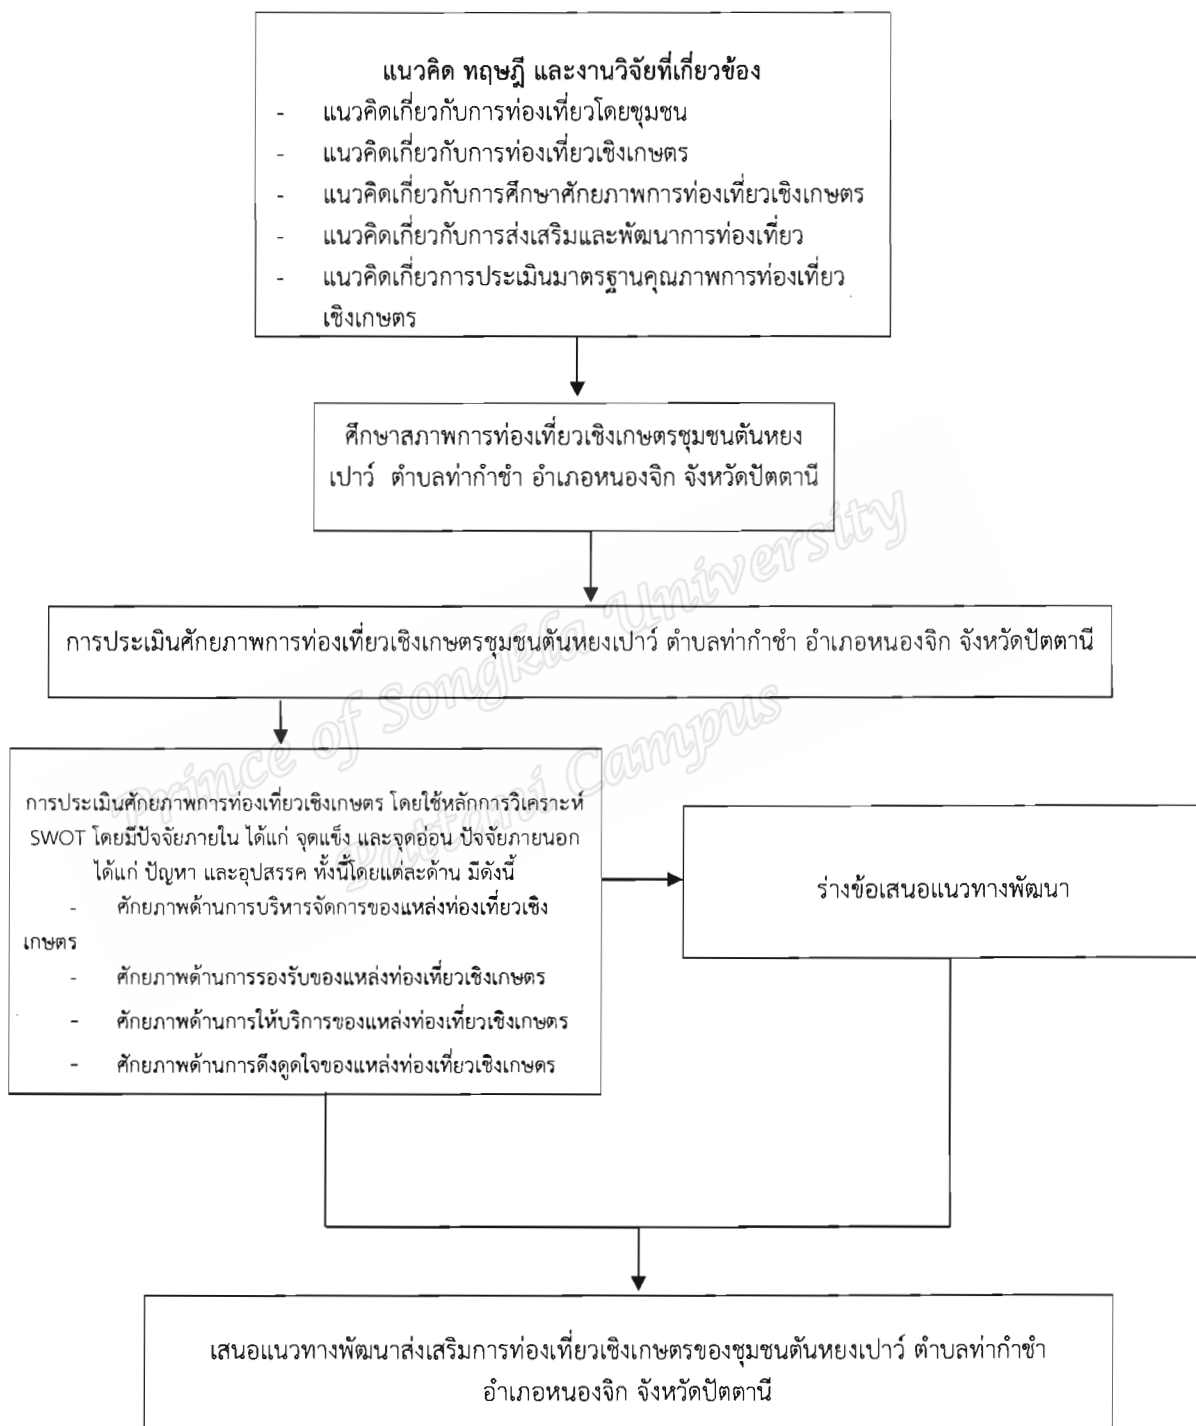 แนวคิด ทฤษฎี และงานวิจัยที่เกี่ยวข้อง
- แนวคิดเกี่ยวกับการท่องเที่ยวโดยชุมชน
- แนวคิดเกี่ยวกับการท่องเที่ยวเชิงเกษตร
- แนวคิดเกี่ยวกับการศึกษาศักยภาพการท่องเที่ยวเชิงเกษตร
- แนวคิดเกี่ยวกับการส่งเสริมและพัฒนาการท่องเที่ยว
- แนวคิดเกี่ยวการประเมินมาตรฐานคุณภาพการท่องเที่ยว
เชิงเกษตร
ศึกษาสภาพการท่องเที่ยวเชิงเกษตรชุมชนตันหยง
เปาว์ ตำบลท่ากำชำ อำเภอหนองจิก จังหวัดปัตตานี
การประเมินศักยภาพการท่องเที่ยวเชิงเกษตรชุมชนตันหยงเปาว์ ตำบลท่ากำชำ อำเภอหนองจิก จังหวัดปัตตานี
การประเมินศักยภาพการท่องเที่ยวเชิงเกษตร โดยใช้หลักการวิเคราะห์
SWOT โดยมีปัจจัยภายใน ได้แก่ จุดแข็ง และจุดอ่อน ปัจจัยภายนอก
ได้แก่ ปัญหา และอุปสรรค ทั้งนี้โดยแต่ละด้าน มีดังนี้
- ศักยภาพด้านการบริหารจัดการของแหล่งท่องเที่ยวเชิง
เกษตร
- ศักยภาพด้านการรองรับของแหล่งท่องเที่ยวเชิงเกษตร
- ศักยภาพด้านการให้บริการของแหล่งท่องเที่ยวเชิงเกษตร
- ศักยภาพด้านการดึงดูดใจของแหล่งท่องเที่ยวเชิงเกษตร
ร่างข้อเสนอแนวทางพัฒนา
เสนอแนวทางพัฒนาส่งเสริมการท่องเที่ยวเชิงเกษตรของชุมชนตันหยงเปาว์ ตำบลท่ากำชำ
อำเภอหนองจิก จังหวัดปัตตานี
Prince of Songkla University
Pattani Campus